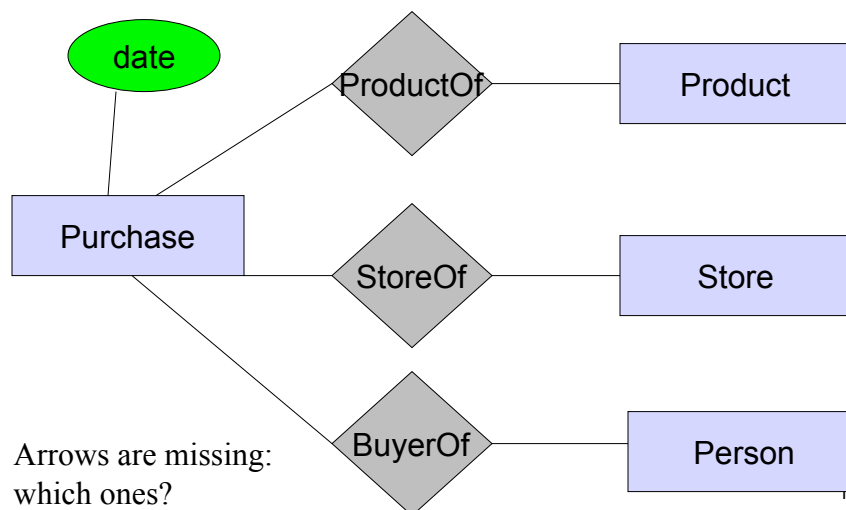 date
ProductOf
Product
Purchase
StoreOf
Store
BuyerOf
Person
Arrows are missing:
which ones?